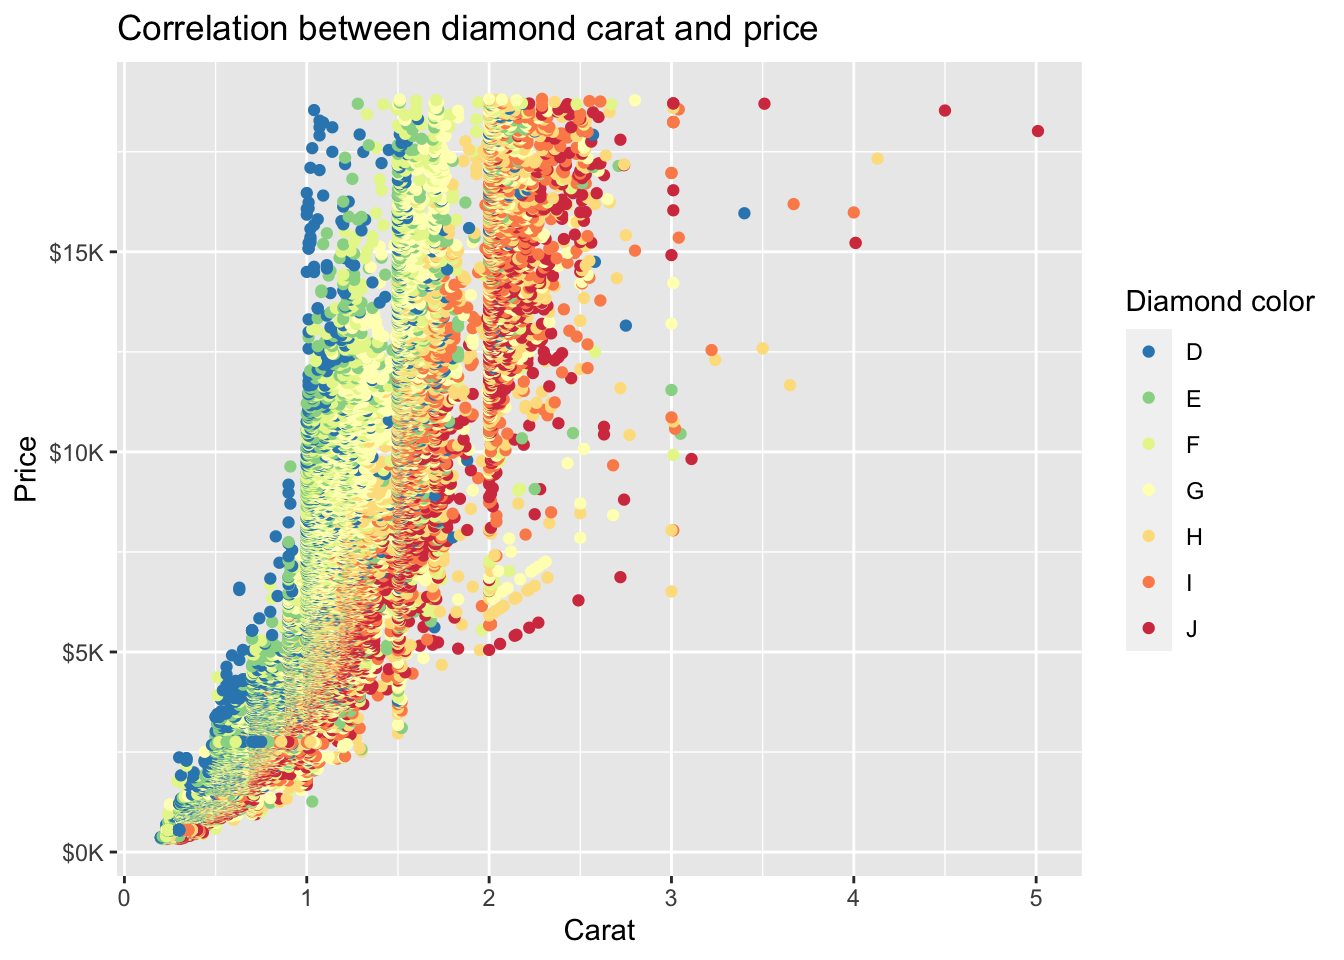 Correlation between diamond carat and price
Price
$15K
$10K
$5K
$0K
0 1 2 3 4 5
Carat
Diamond color
D
E
F
G
H
I
J